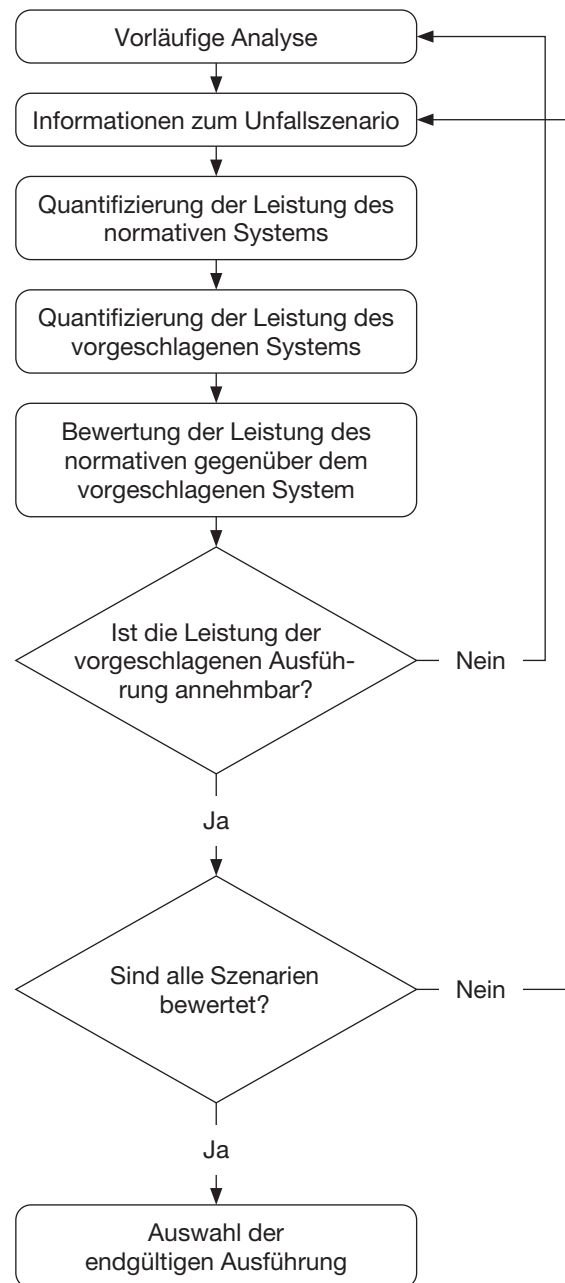 Vorläufige Analyse
Informationen zum Unfallszenario
Quantifizierung der Leistung des
normativen Systems
Quantifizierung der Leistung des
vorgeschlagenen Systems
Bewertung der Leistung des
normativen gegenüber dem
vorgeschlagenen System
Ist die Leistung der
vorgeschlagenen Ausfüh-
rung annehmbar?
Nein
Ja
Sind alle Szenarien
bewertet?
Nein
Ja
Auswahl der
endgültigen Ausführung